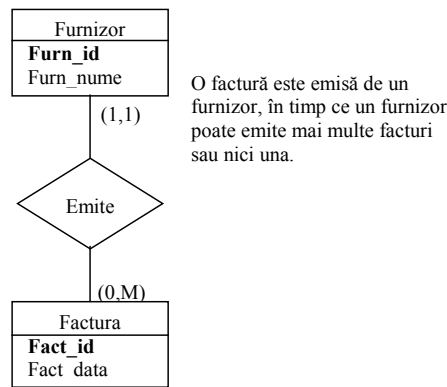 Furnizor
Furn_id
Furn_nume
(1,1)
O factură este emisă de un
furnizor, în timp ce un furnizor
poate emite mai multe facturi
sau nici una.
Emite
(0,M)
Factura
Fact_id
Fact_data